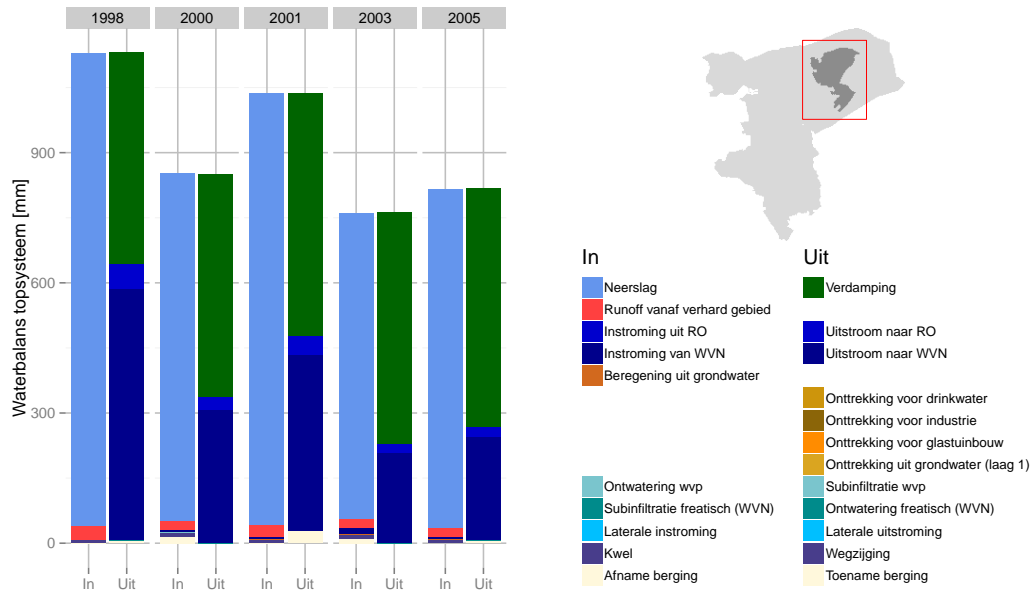 1998 2000 2001 2003 2005
Waterbalans topsysteem [mm]
900
600
300
0
In Uit In Uit In Uit In Uit In Uit
In
Neerslag
Runoff vanaf verhard gebied
Instroming uit RO
Instroming van WVN
Beregening uit grondwater
Ontwatering wvp
Subinfiltratie freatisch (WVN)
Laterale instroming
Kwel
Afname berging
Uit
Verdamping
Uitstroom naar RO
Uitstroom naar WVN
Onttrekking voor drinkwater
Onttrekking voor industrie
Onttrekking voor glastuinbouw
Onttrekking uit grondwater (laag 1)
Subinfiltratie wvp
Ontwatering freatisch (WVN)
Laterale uitstroming
Wegzijging
Toename berging